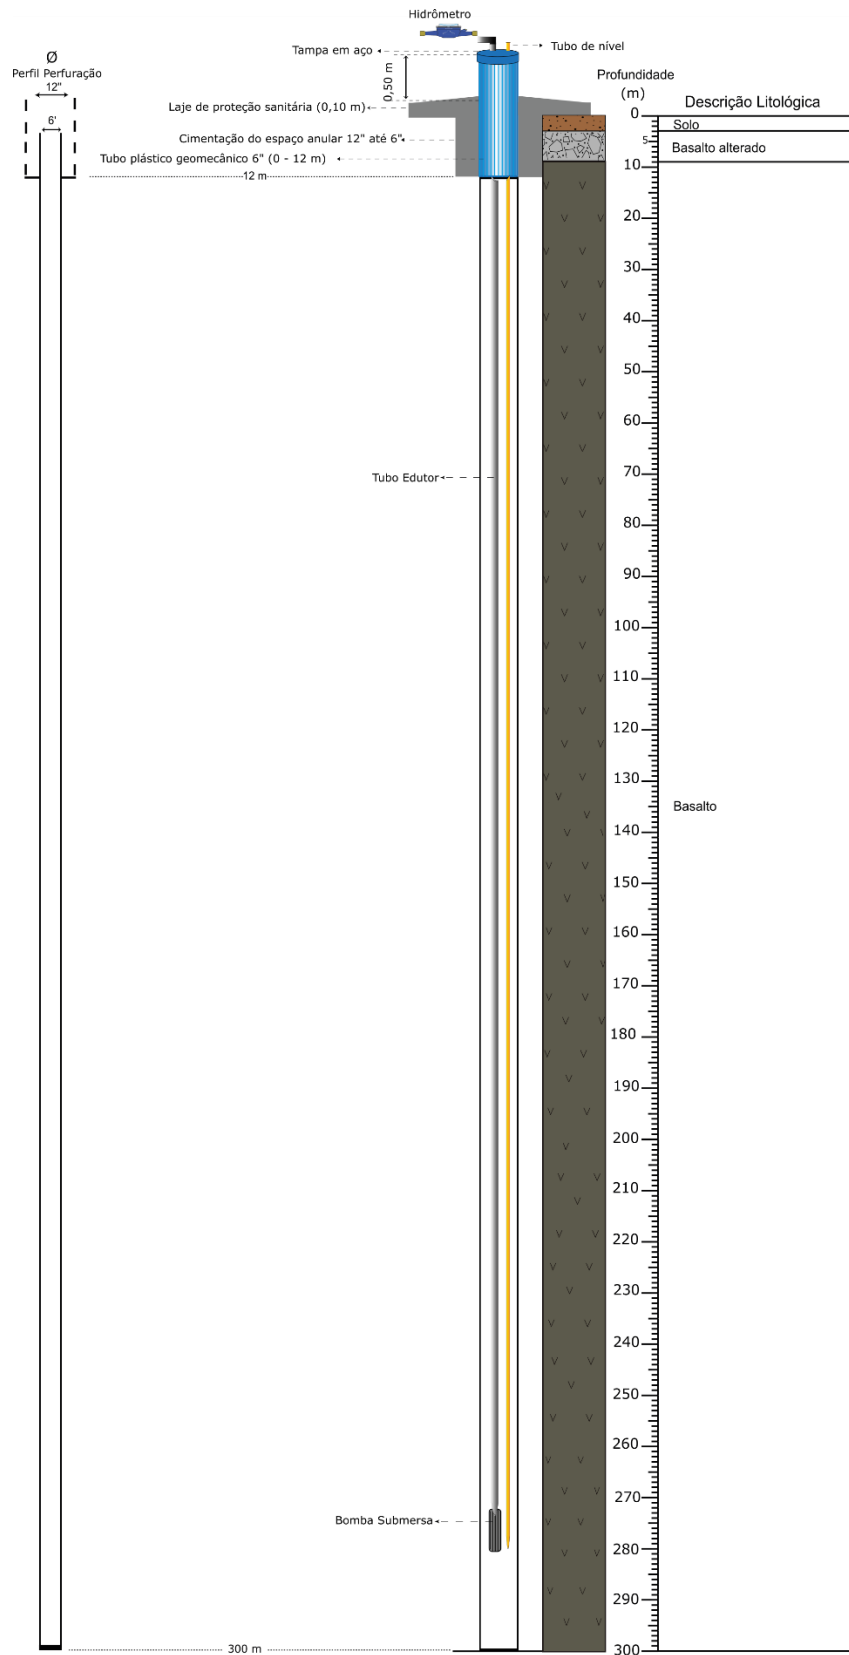 Hidrômetro
Tampa em aço
Tubo de nível
Ø
Perfil Perfuração
12"
6'
0,50 m
Laje de proteção sanitária (0,10 m)
Cimentação do espaço anular 12" até 6"
Tubo plástico geomecânico 6" (0 - 12 m)
12 m
Profundidade
(m)
Descrição Litológica
0
Solo
5
Basalto alterado
10
20
30
40
50
60
70
Tubo Edutor
80
90
100
110
120
130
Basalto
140
150
160
170
180
190
200
210
220
230
240
250
260
270
Bomba Submersa
280
290
300 m
300